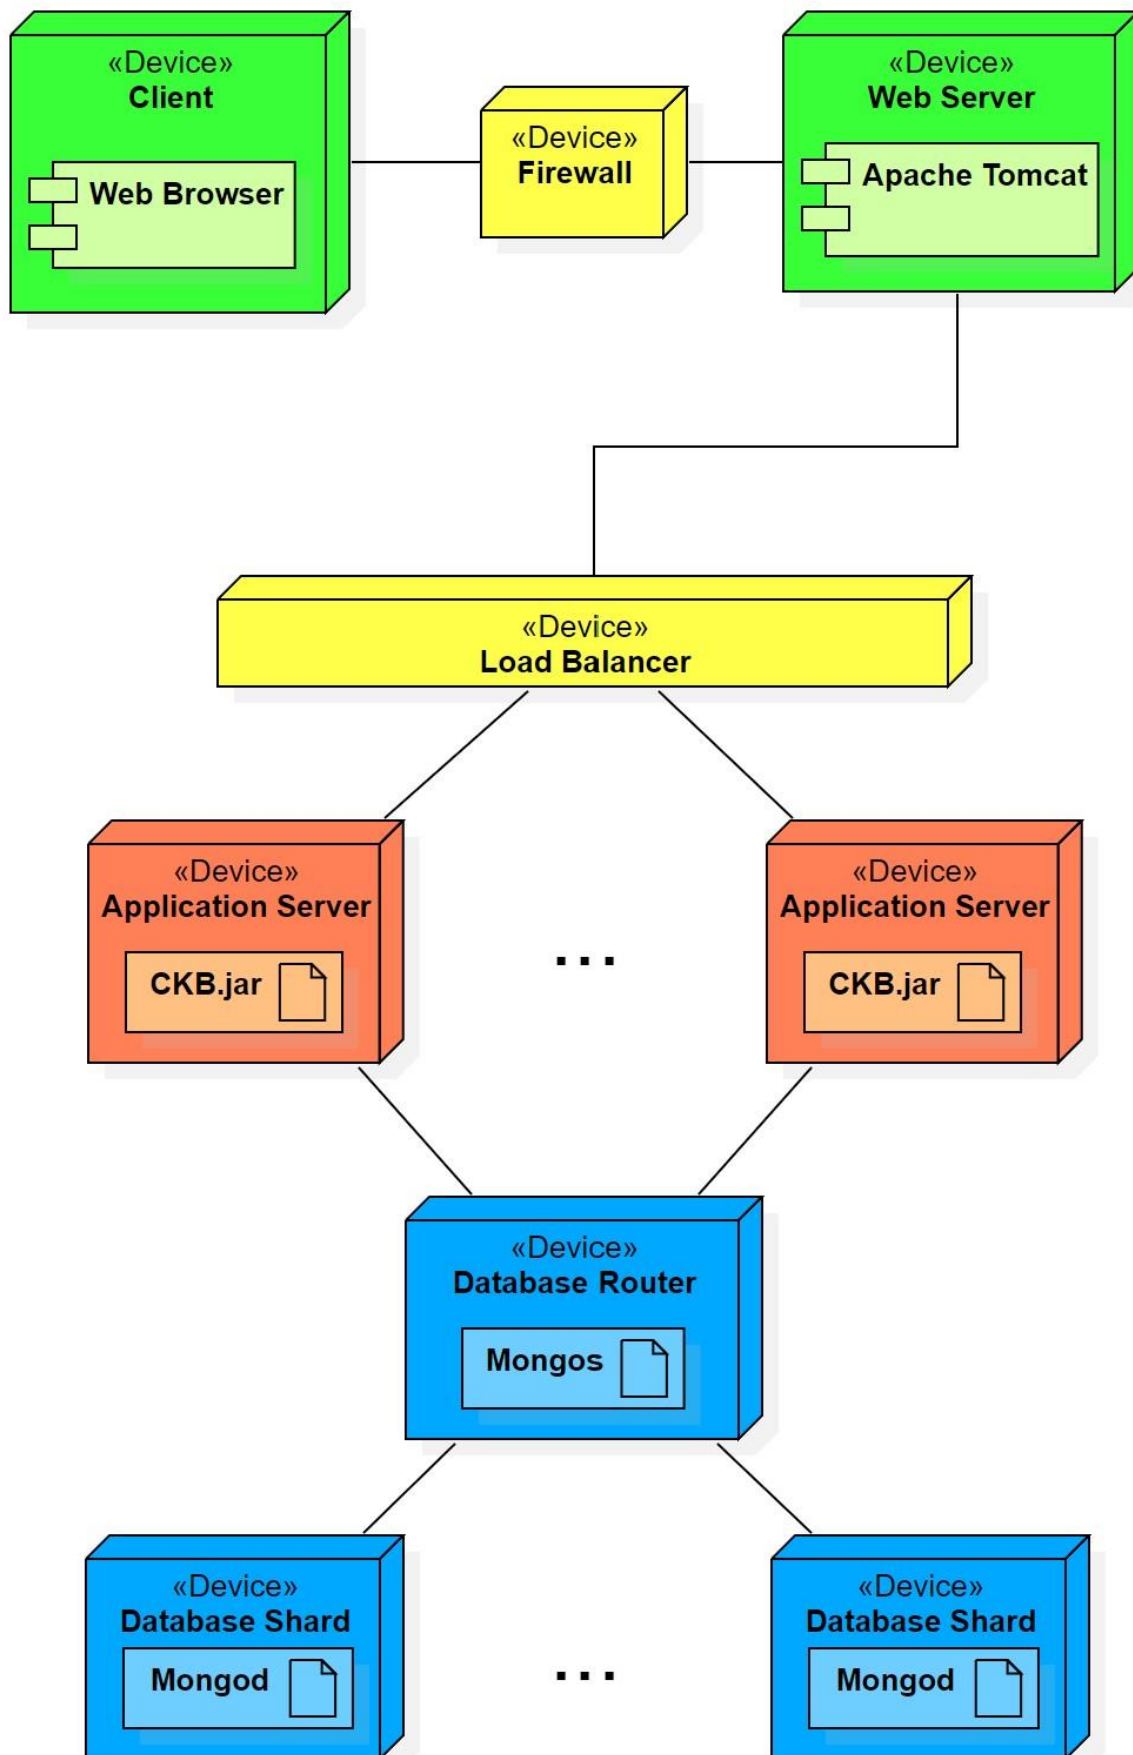 «Device»
Client
Web Browser
«Device»
Firewall
«Device»
Web Server
Apache Tomcat
«Device»
Load Balancer
«Device»
Application Server
CKB.jar
...
«Device»
Application Server
CKB.jar
«Device»
Database Router
Mongos
«Device»
Database Shard
Mongod
...
«Device»
Database Shard
Mongod